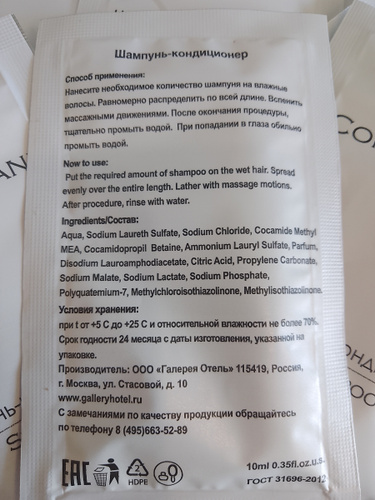 Шампунь-кондиционер
Способ применения:
Нанесите необходимое количество шампуня на влажные
волосы. Равномерно распределить по всей длине. Вспенить
массажными движениями. После окончания процедуры,
тщательно промыть водой. При попадании в глаза обильно
промыть водой.
Now to use:
Put the required amount of shampoo on the wet hair. Spread
evenly over the entire length. Lather with massage motions.
After procedure, rinse with water.
Ingredients/Состав:
Aqua, Sodium Laureth Sulfate, Sodium Chloride, Cocamide Methyl
MEA, Cocamidopropil Betaine, Ammonium Lauryl Sulfate, Parfum,
Disodium Lauroamphodiacetate, Citric Acid, Propylene Carbonate,
Sodium Malate, Sodium Lactate, Sodium Phosphate,
Polyquaternium-7, Methylchloroisothiazolinone, Methylisothiazolinone.
Условия хранения:
при t от +5 С до +25 С и относительной влажности не более 70%.
Срок годности 24 месяца с даты изготовления, указанной на
упаковке.
Производитель: ООО «Галерея Отель» 115419, Россия,
г. Москва, ул. Стасовой, д. 10
www.galleryhotel.ru
С замечаниями по качеству продукции обращайтесь
по телефону 8 (495)663-52-89
EAC
2
HDPE
10ml 0.35fl.oz.u.s.
ГОСТ 31696-2012